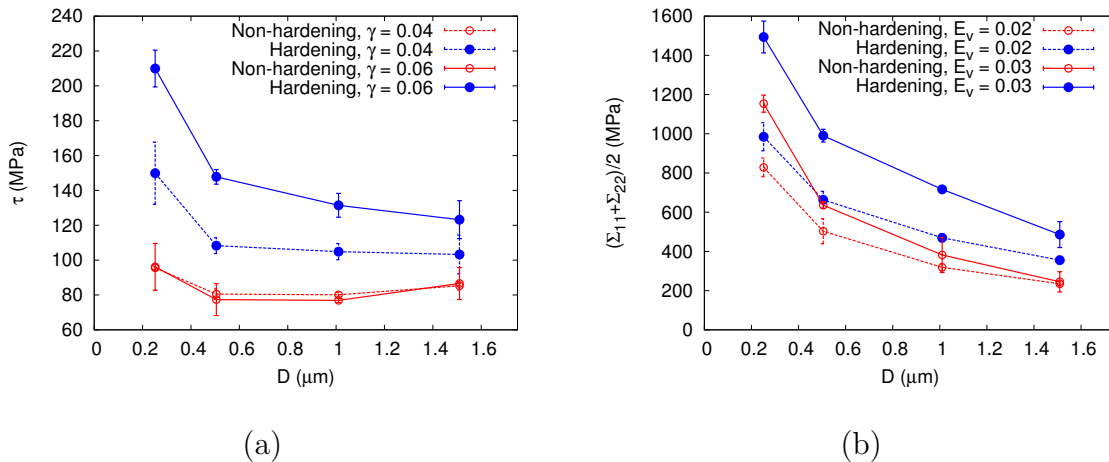 Non-hardening, γ = 0.04
Hardening, γ = 0.04
Non-hardening, γ = 0.06
Hardening, γ = 0.06
240
220
200
180
160
140
120
100
80
60
τ (MPa)
0 0.2 0.4 0.6 0.8 1 1.2 1.4 1.6
D (μm)
(a)
Non-hardening, Eᵥ = 0.02
Hardening, Eᵥ = 0.02
Non-hardening, Eᵥ = 0.03
Hardening, Eᵥ = 0.03
1600
1400
1200
1000
800
600
400
200
0
(Σ₁₁+Σ₂₂)/2 (MPa)
0 0.2 0.4 0.6 0.8 1 1.2 1.4 1.6
D (μm)
(b)